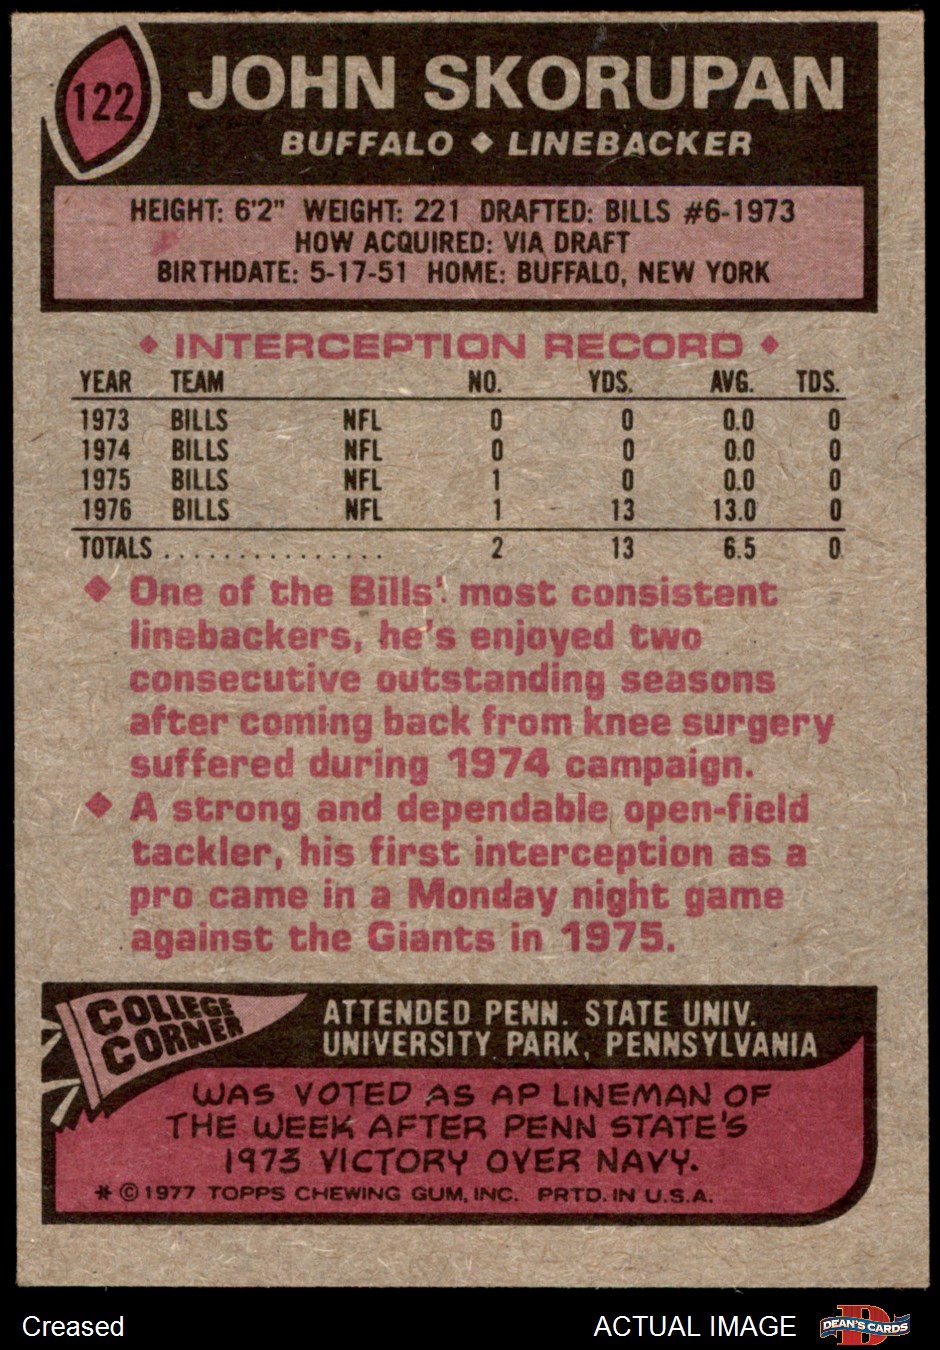 122
JOHN SKORUPAN
BUFFALO ◆ LINEBACKER
HEIGHT: 6'2" WEIGHT: 221 DRAFTED: BILLS #6-1973
HOW ACQUIRED: VIA DRAFT
BIRTHDATE: 5-17-51 HOME: BUFFALO, NEW YORK
◆ INTERCEPTION RECORD ◆
YEAR TEAM NO. YDS. AVG. TDS.
1973 BILLS NFL 0 0 0.0 0
1974 BILLS NFL 0 0 0.0 0
1975 BILLS NFL 1 0 0.0 0
1976 BILLS NFL 1 13 13.0 0
TOTALS ................ 2 13 6.5 0
◆ One of the Bills' most consistent
linebackers, he's enjoyed two
consecutive outstanding seasons
after coming back from knee surgery
suffered during 1974 campaign.
◆ A strong and dependable open-field
tackler, his first interception as a
pro came in a Monday night game
against the Giants in 1975.
COLLEGE
CORNER
ATTENDED PENN. STATE UNIV.
UNIVERSITY PARK, PENNSYLVANIA
WAS VOTED AS AP LINEMAN OF
THE WEEK AFTER PENN STATE'S
1973 VICTORY OVER NAVY.
* © 1977 TOPPS CHEWING GUM, INC. PRTD. IN U.S.A.
Creased
ACTUAL IMAGE
D
DEAN'S CARDS